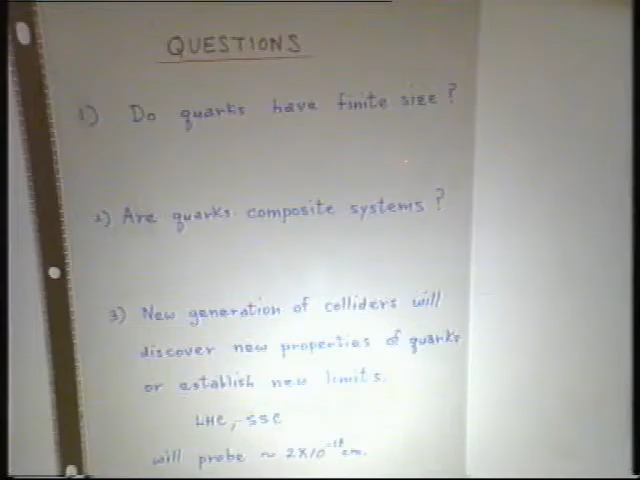 QUESTIONS
1) Do quarks have finite size ?
2) Are quarks composite systems ?
3) New generation of colliders will
discover new properties of quarks
or establish new limits.
LHC, SSC
will probe ~ 2X10⁻¹⁸ cm.